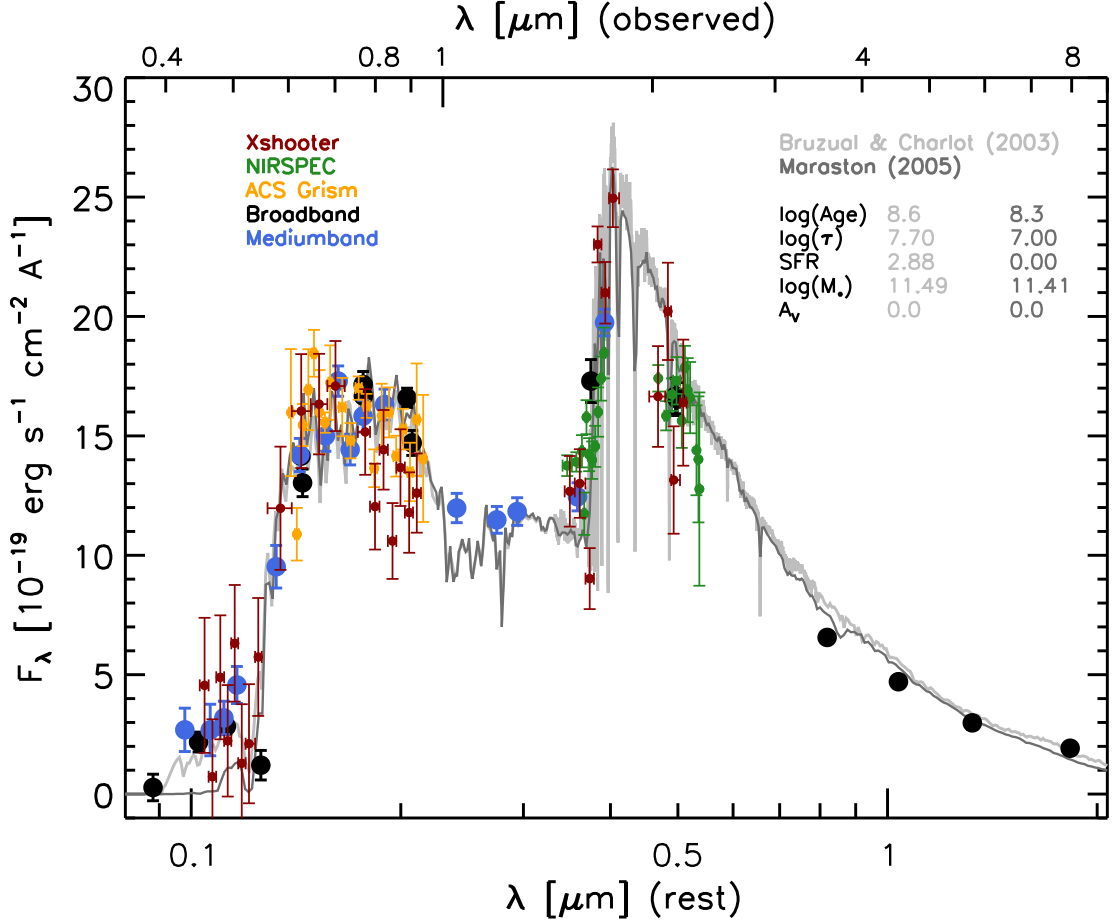 λ [μm] (observed)
0.4 0.8 1 4 8
30
25
20
15
10
5
0
F_λ [10^−19 erg s^−1 cm^−2 A^−1]
Xshooter
NIRSPEC
ACS Grism
Broadband
Mediumband
Bruzual & Charlot (2003)
Maraston (2005)
log(Age) 8.6 8.3
log(τ) 7.70 7.00
SFR 2.88 0.00
log(M_*) 11.49 11.41
A_v 0.0 0.0
0.1 0.5 1
λ [μm] (rest)